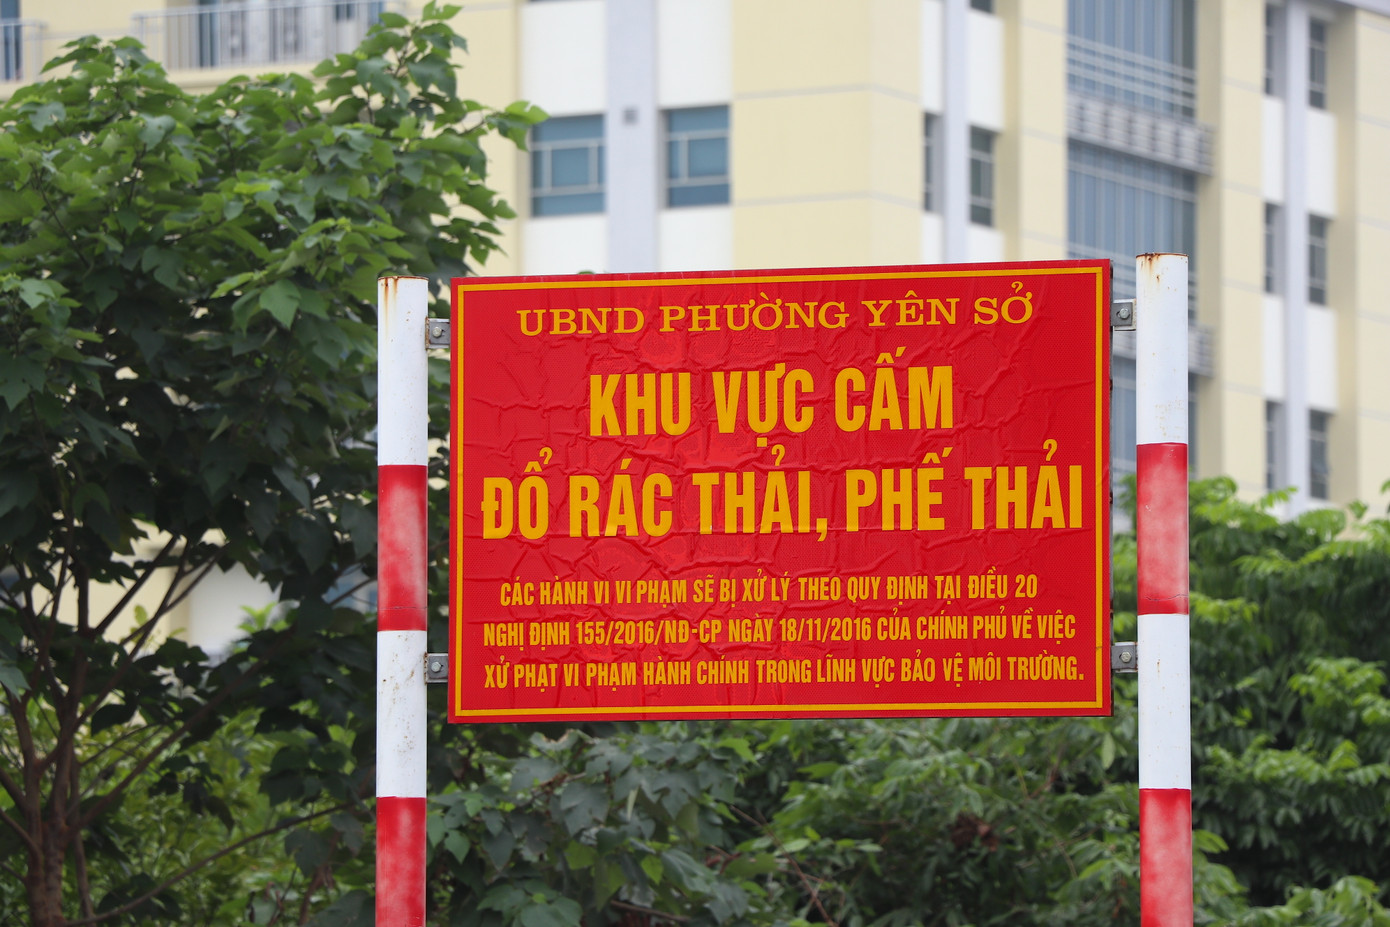 UBND PHƯỜNG YÊN SỞ
KHU VỰC CẤM
ĐỔ RÁC THẢI, PHẾ THẢI
CÁC HÀNH VI VI PHẠM SẼ BỊ XỬ LÝ THEO QUY ĐỊNH TẠI ĐIỀU 20
NGHỊ ĐỊNH 155/2016/NĐ-CP NGÀY 18/11/2016 CỦA CHÍNH PHỦ VỀ VIỆC
XỬ PHẠT VI PHẠM HÀNH CHÍNH TRONG LĨNH VỰC BẢO VỆ MÔI TRƯỜNG.